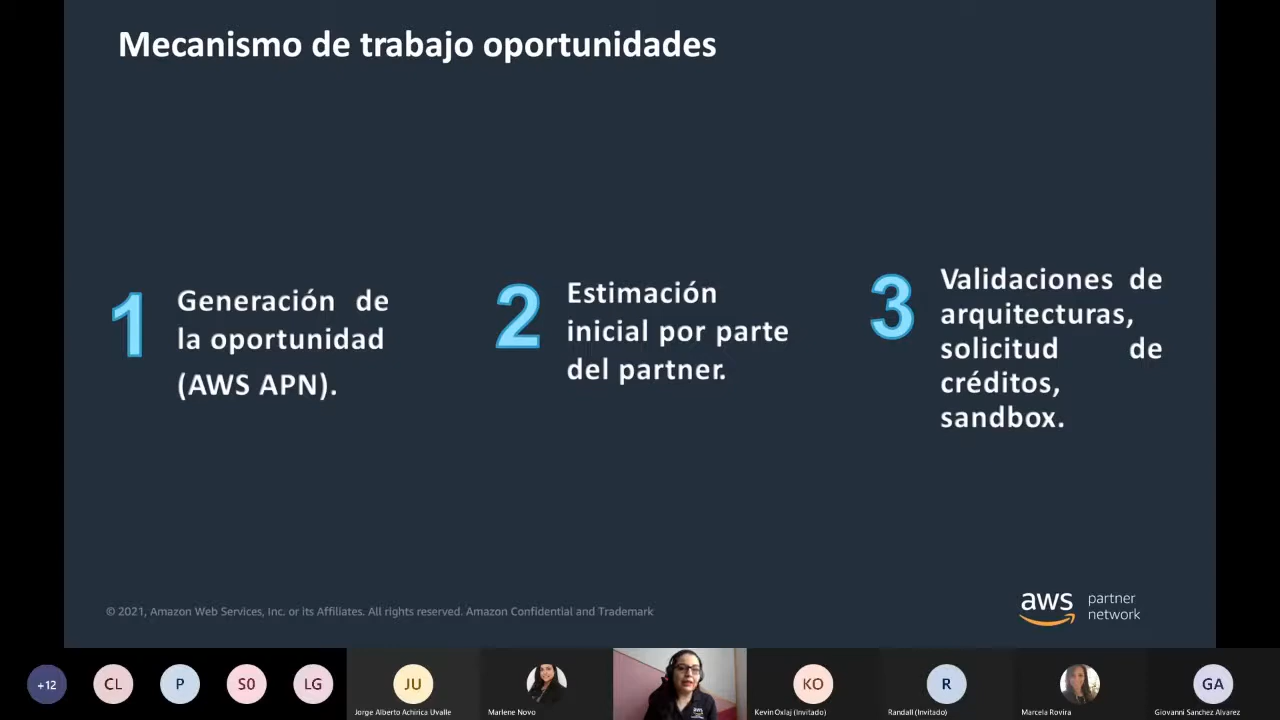 Mecanismo de trabajo oportunidades
1
Generación de
la oportunidad
(AWS APN).
2
Estimación
inicial por parte
del partner.
3
Validaciones de
arquitecturas,
solicitud de
créditos,
sandbox.
© 2021, Amazon Web Services, Inc. or its Affiliates. All rights reserved. Amazon Confidential and Trademark
aws
partner
network
+12
CL
P
S0
LG
JU
Jorge Alberto Achirica Uvalle
Marlene Novo
aws
KO
Kevin Oxlaj (Invitado)
R
Randall (Invitado)
Marcela Rovira
GA
Giovanni Sanchez Alvarez